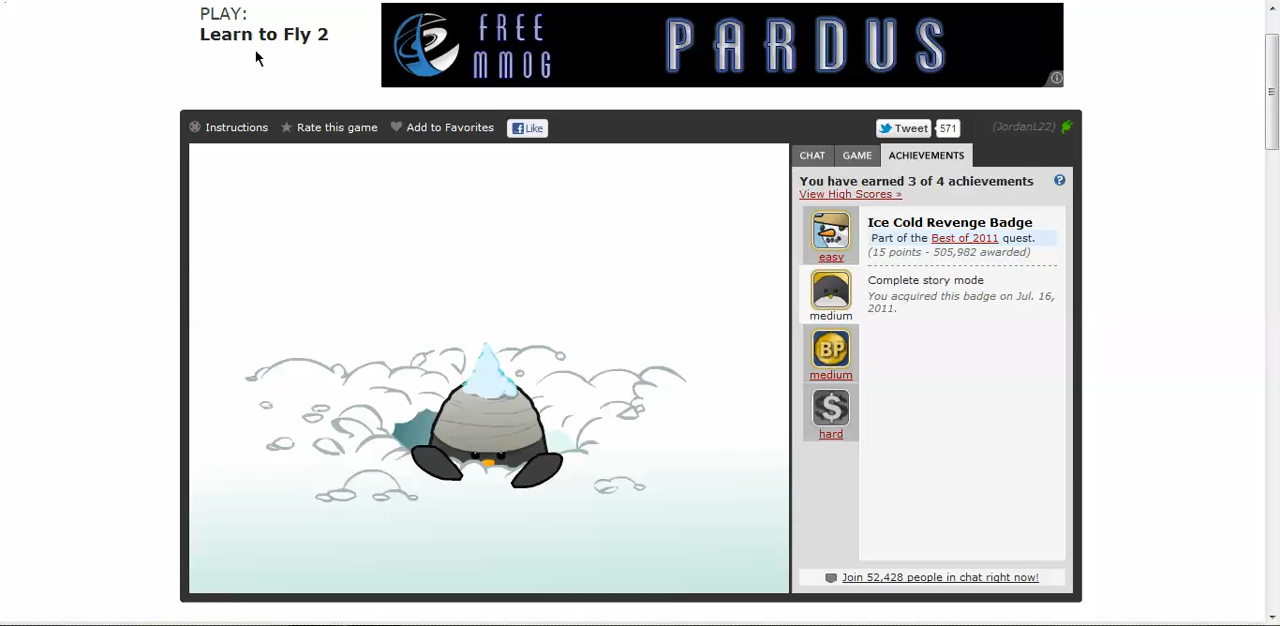 PLAY:
Learn to Fly 2
FREE
MMOG
PARDUS
Instructions
Rate this game
Add to Favorites
Like
Tweet
571
(JordanL22)
CHAT
GAME
ACHIEVEMENTS
You have earned 3 of 4 achievements
View High Scores »
easy
medium
BP
medium
$
hard
Ice Cold Revenge Badge
Part of the Best of 2011 quest.
(15 points - 505,982 awarded)
Complete story mode
You acquired this badge on Jul. 16,
2011.
Join 52,428 people in chat right now!